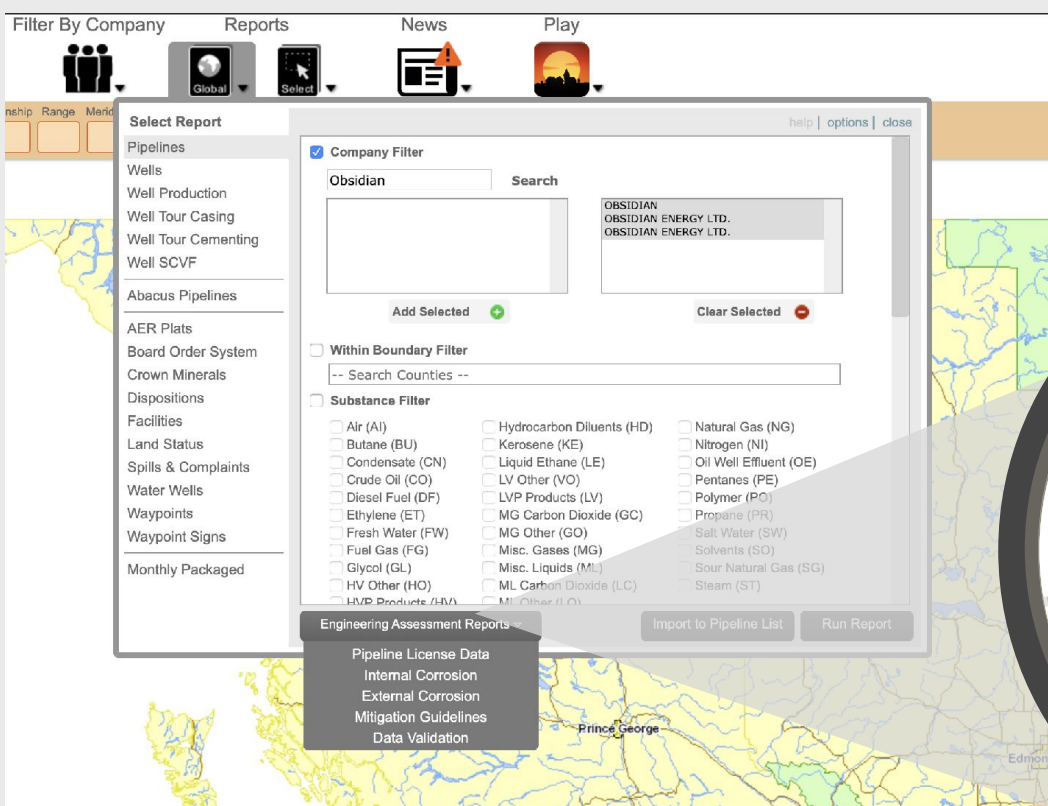 Filter By Company Reports News Play
Global Select
nship Range Merid
Select Report
help | options | close
Pipelines
Wells
Well Production
Well Tour Casing
Well Tour Cementing
Well SCVF
Abacus Pipelines
AER Plats
Board Order System
Crown Minerals
Dispositions
Facilities
Land Status
Spills & Complaints
Water Wells
Waypoints
Waypoint Signs
Monthly Packaged
Company Filter
Obsidian Search
OBSIDIAN
OBSIDIAN ENERGY LTD.
OBSIDIAN ENERGY LTD.
Add Selected Clear Selected
Within Boundary Filter
-- Search Counties --
Substance Filter
Air (AI) Hydrocarbon Diluents (HD) Natural Gas (NG)
Butane (BU) Kerosene (KE) Nitrogen (NI)
Condensate (CN) Liquid Ethane (LE) Oil Well Effluent (OE)
Crude Oil (CO) LV Other (VO) Pentanes (PE)
Diesel Fuel (DF) LVP Products (LV) Polymer (PO)
Ethylene (ET) MG Carbon Dioxide (GC) Propane (PR)
Fresh Water (FW) MG Other (GO) Salt Water (SW)
Fuel Gas (FG) Misc. Gases (MG) Solvents (SO)
Glycol (GL) Misc. Liquids (ML) Sour Natural Gas (SG)
HV Other (HO) ML Carbon Dioxide (LC) Steam (ST)
HVP Products (HV) ML Other (LO)
Engineering Assessment Reports Import to Pipeline List Run Report
Pipeline License Data
Internal Corrosion
External Corrosion
Mitigation Guidelines
Data Validation
Prince George
Edmon